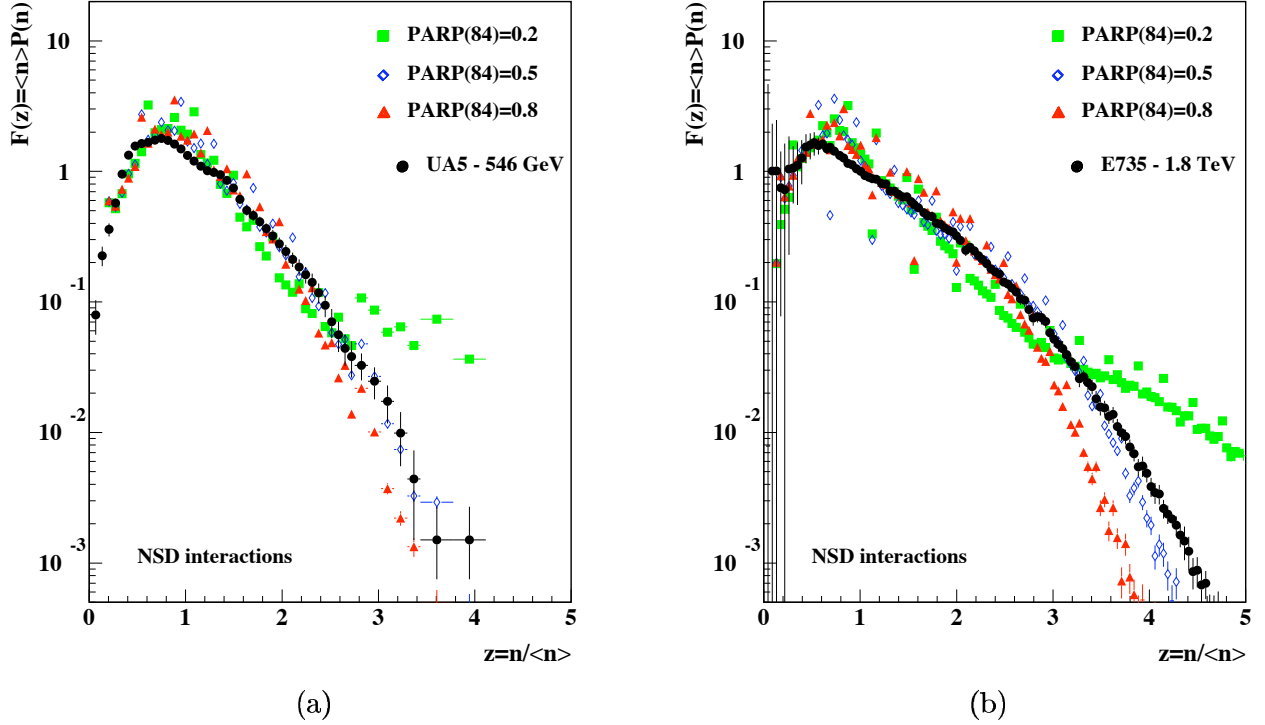 F(z)=<n>P(n)
10
1
10 -1
10 -2
10 -3
PARP(84)=0.2
PARP(84)=0.5
PARP(84)=0.8
UA5 - 546 GeV
NSD interactions
0 1 2 3 4 5
z=n/<n>
(a)
F(z)=<n>P(n)
10
1
10 -1
10 -2
10 -3
PARP(84)=0.2
PARP(84)=0.5
PARP(84)=0.8
E735 - 1.8 TeV
NSD interactions
0 1 2 3 4 5
z=n/<n>
(b)